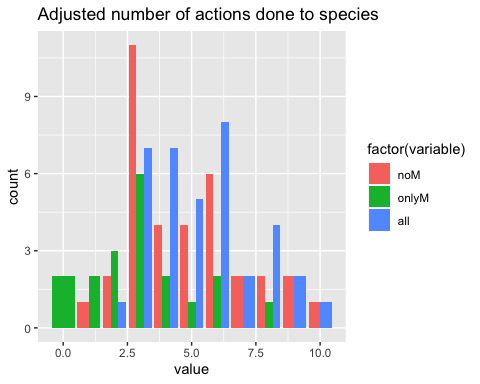 Adjusted number of actions done to species
count
9
6
3
0
0.0 2.5 5.0 7.5 10.0
value
factor(variable)
noM
onlyM
all